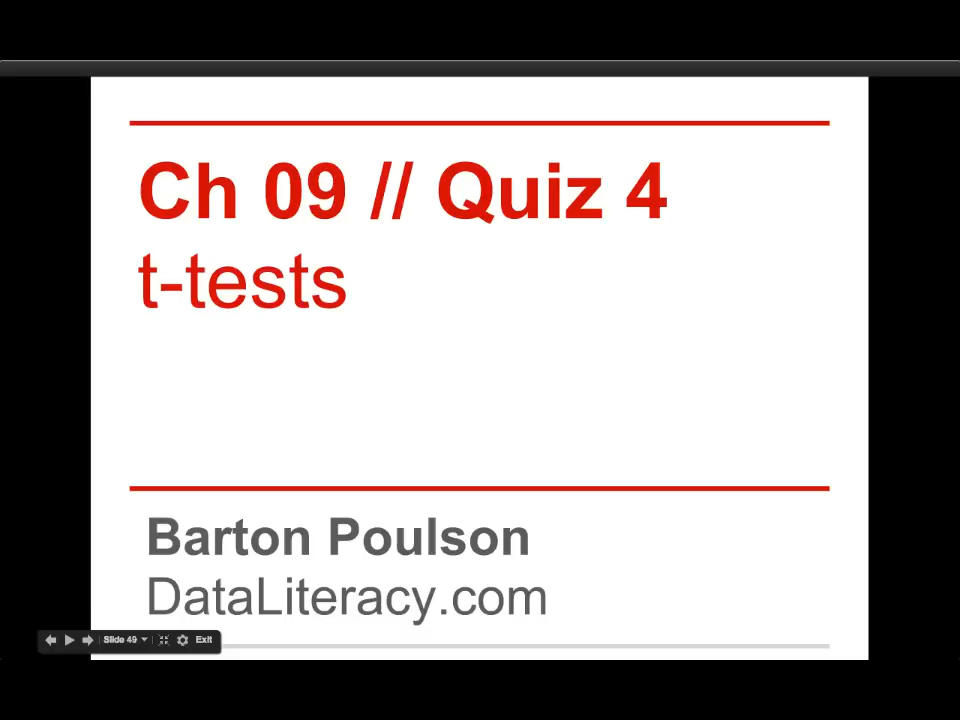 Ch 09 // Quiz 4
t-tests
Barton Poulson
DataLiteracy.com
Slide 49 Exit